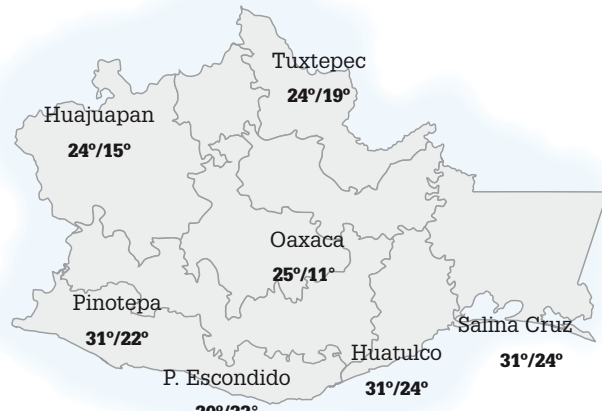 Tuxtepec
24º/19º
Huajuapan
24º/15º
Oaxaca
25º/11°
Pinotepa
31º/22º
Salina Cruz
31º/24º
Huatulco
31º/24º
P. Escondido